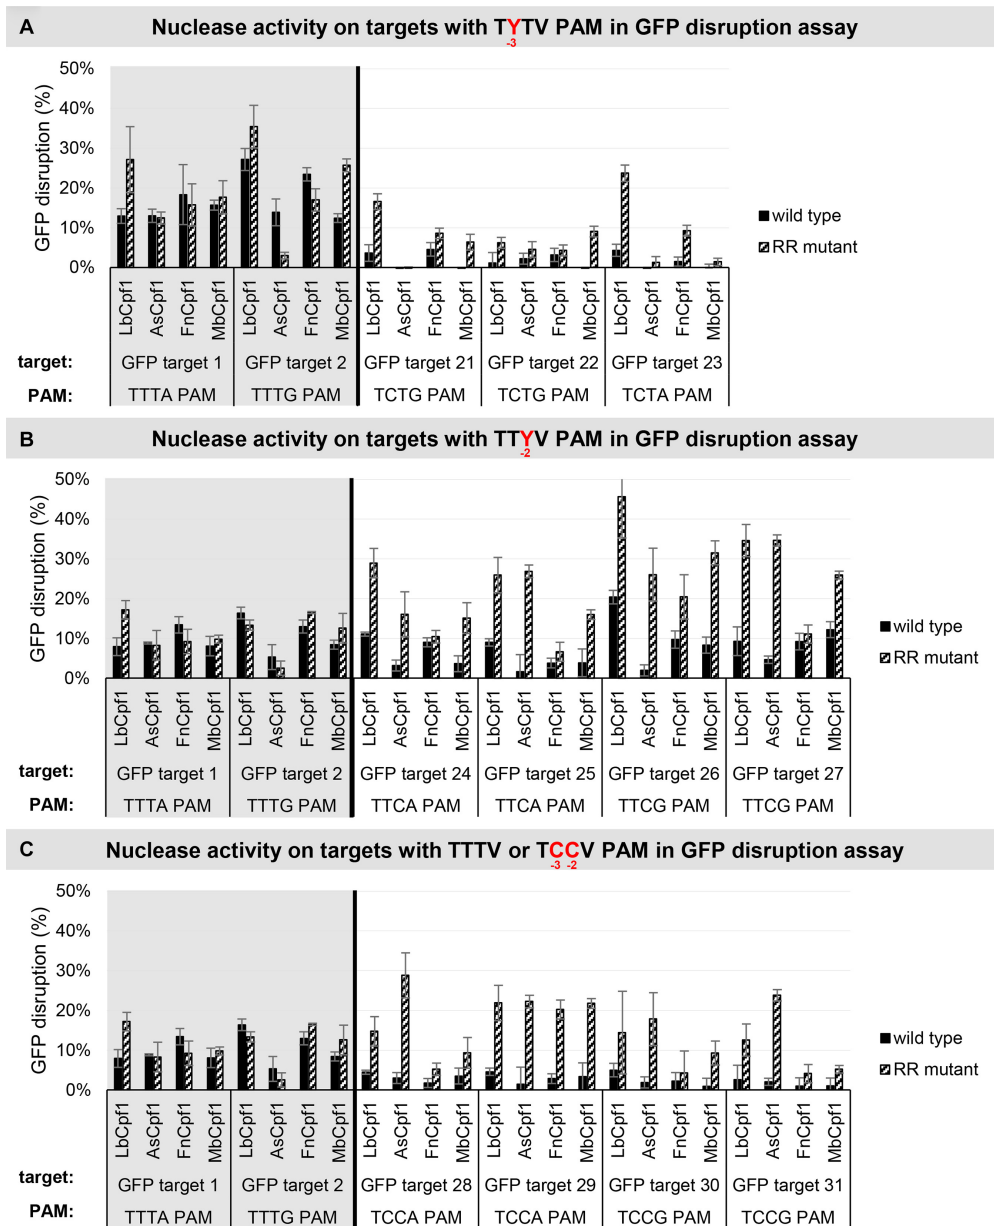 A
Nuclease activity on targets with TYTV PAM in GFP disruption assay
-3
50%
40%
30%
20%
10%
0%
GFP disruption (%)
wild type
RR mutant
LbCpf1 AsCpf1 FnCpf1 MbCpf1 LbCpf1 AsCpf1 FnCpf1 MbCpf1 LbCpf1 AsCpf1 FnCpf1 MbCpf1 LbCpf1 AsCpf1 FnCpf1 MbCpf1 LbCpf1 AsCpf1 FnCpf1 MbCpf1
target: GFP target 1 GFP target 2 GFP target 21 GFP target 22 GFP target 23
PAM: TTTA PAM TTTG PAM TCTG PAM TCTG PAM TCTA PAM
B
Nuclease activity on targets with TTYV PAM in GFP disruption assay
-2
50%
40%
30%
20%
10%
0%
GFP disruption (%)
wild type
RR mutant
LbCpf1 AsCpf1 FnCpf1 MbCpf1 LbCpf1 AsCpf1 FnCpf1 MbCpf1 LbCpf1 AsCpf1 FnCpf1 MbCpf1 LbCpf1 AsCpf1 FnCpf1 MbCpf1 LbCpf1 AsCpf1 FnCpf1 MbCpf1 LbCpf1 AsCpf1 FnCpf1 MbCpf1
target: GFP target 1 GFP target 2 GFP target 24 GFP target 25 GFP target 26 GFP target 27
PAM: TTTA PAM TTTG PAM TTCA PAM TTCA PAM TTCG PAM TTCG PAM
C
Nuclease activity on targets with TTTV or TCCV PAM in GFP disruption assay
-3 -2
50%
40%
30%
20%
10%
0%
GFP disruption (%)
wild type
RR mutant
LbCpf1 AsCpf1 FnCpf1 MbCpf1 LbCpf1 AsCpf1 FnCpf1 MbCpf1 LbCpf1 AsCpf1 FnCpf1 MbCpf1 LbCpf1 AsCpf1 FnCpf1 MbCpf1 LbCpf1 AsCpf1 FnCpf1 MbCpf1 LbCpf1 AsCpf1 FnCpf1 MbCpf1
target: GFP target 1 GFP target 2 GFP target 28 GFP target 29 GFP target 30 GFP target 31
PAM: TTTA PAM TTTG PAM TCCA PAM TCCA PAM TCCG PAM TCCG PAM